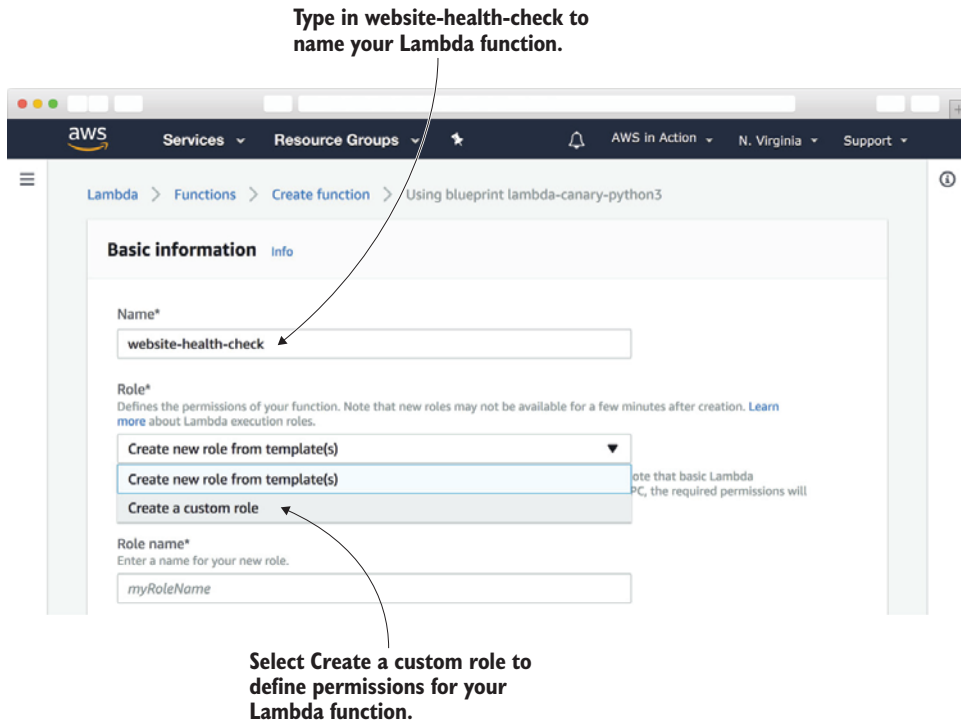 Type in website-health-check to
name your Lambda function.
aws Services Resource Groups AWS in Action N. Virginia Support
Lambda > Functions > Create function > Using blueprint lambda-canary-python3
Basic information Info
Name*
website-health-check
Role*
Defines the permissions of your function. Note that new roles may not be available for a few minutes after creation. Learn
more about Lambda execution roles.
Create new role from template(s)
Create new role from template(s)
ote that basic Lambda
PC, the required permissions will
Create a custom role
Role name*
Enter a name for your new role.
myRoleName
Select Create a custom role to
define permissions for your
Lambda function.